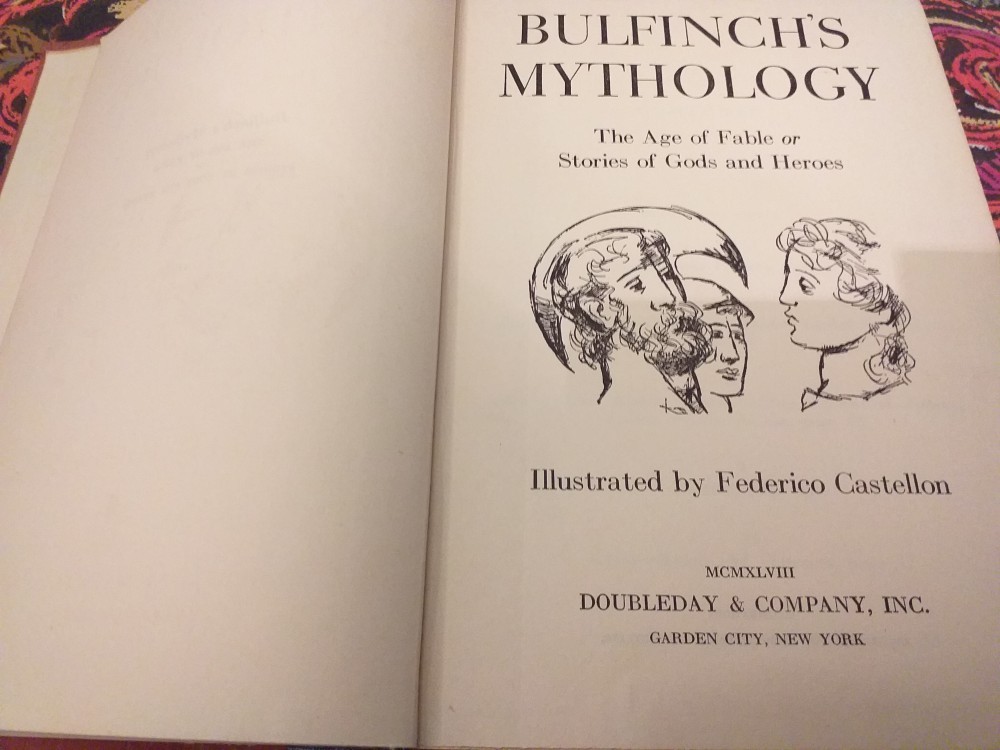 BULFINCH'S
MYTHOLOGY
The Age of Fable or
Stories of Gods and Heroes
Illustrated by Federico Castellon
MCMXLVIII
DOUBLEDAY & COMPANY, INC.
GARDEN CITY, NEW YORK